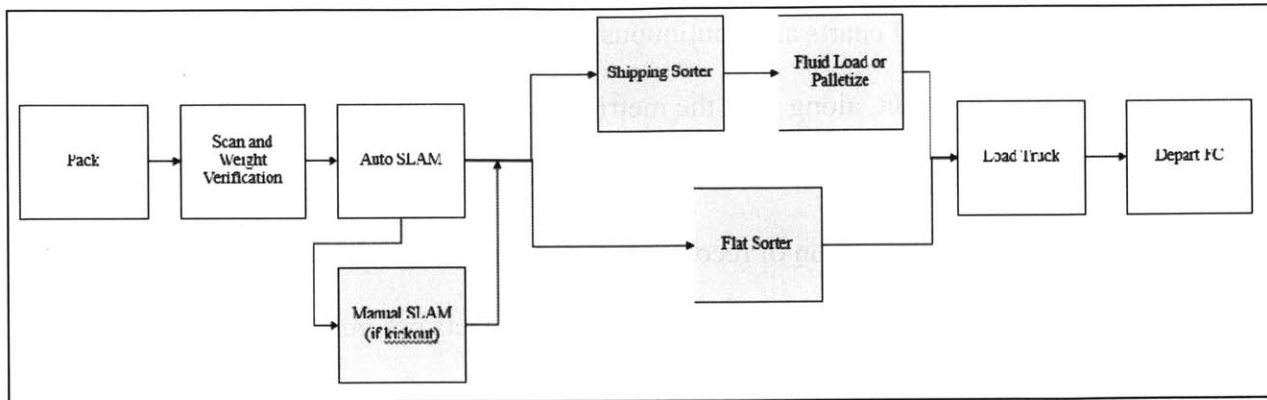 Pack
Scan and
Weight
Verification
Auto SLAM
Manual SLAM
(if kickout)
Shipping Sorter
Fluid Load or
Palletize
Flat Sorter
Load Truck
Depart FC